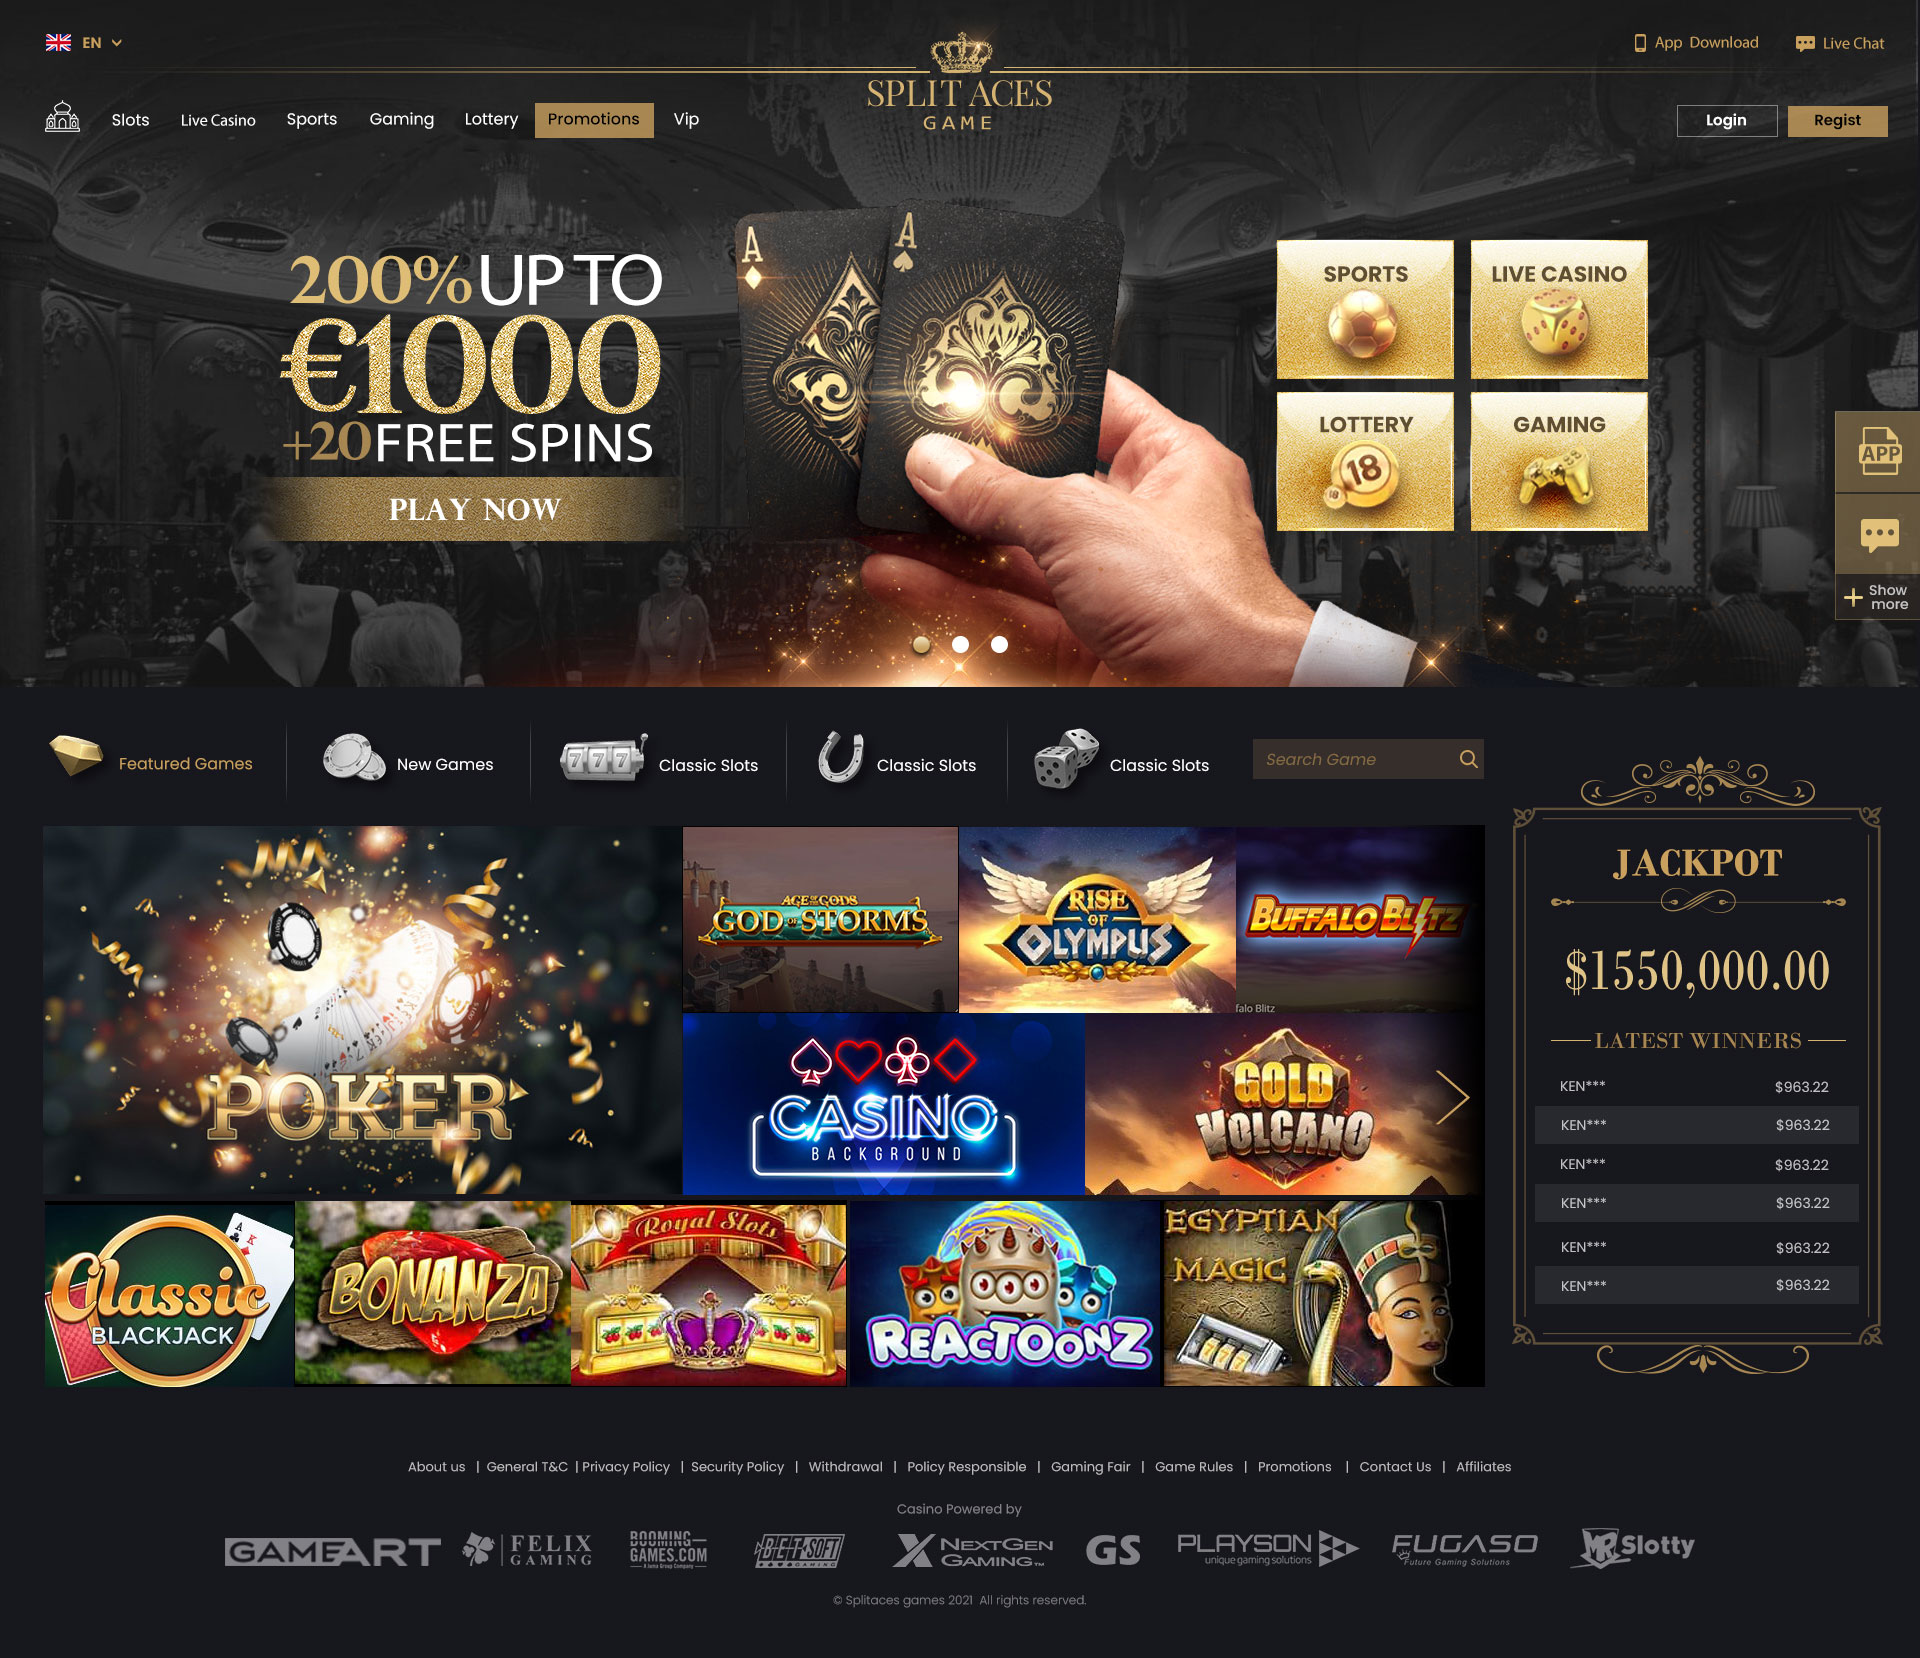 EN
App Download
Live Chat
SPLIT ACES
GAME
Slots
Live Casino
Sports
Gaming
Lottery
Promotions
Vip
Login
Regist
200% UP TO
€1000
+20 FREE SPINS
PLAY NOW
A
A
SPORTS
LIVE CASINO
LOTTERY
18
18
GAMING
APP
Show
more
Featured Games
New Games
777
Classic Slots
Classic Slots
Classic Slots
Search Game
POKER
AGE OF THE GODS
GOD OF STORMS
RISE
OF
OLYMPUS
BUFFALO BLITZ
falo Blitz
CASINO
BACKGROUND
GOLD
VOLCANO
Classic
BLACKJACK
A
K
BONANZA
Royal Slots
REACTOONZ
EGYPTIAN
MAGIC
777
JACKPOT
$1550,000.00
LATEST WINNERS
KEN*** $963.22
KEN*** $963.22
KEN*** $963.22
KEN*** $963.22
KEN*** $963.22
KEN*** $963.22
About us | General T&C | Privacy Policy | Security Policy | Withdrawal | Policy Responsible | Gaming Fair | Game Rules | Promotions | Contact Us | Affiliates
Casino Powered by
GAMEART
FELIX
GAMING
BOOMING
GAMES.COM
BETSOFT
GAMING
NEXTGEN
GAMING™
GS
PLAYSON
unique gaming solutions
FUGASO
Future Gaming Solutions
MR Slotty
© Splitaces games 2021 All rights reserved.